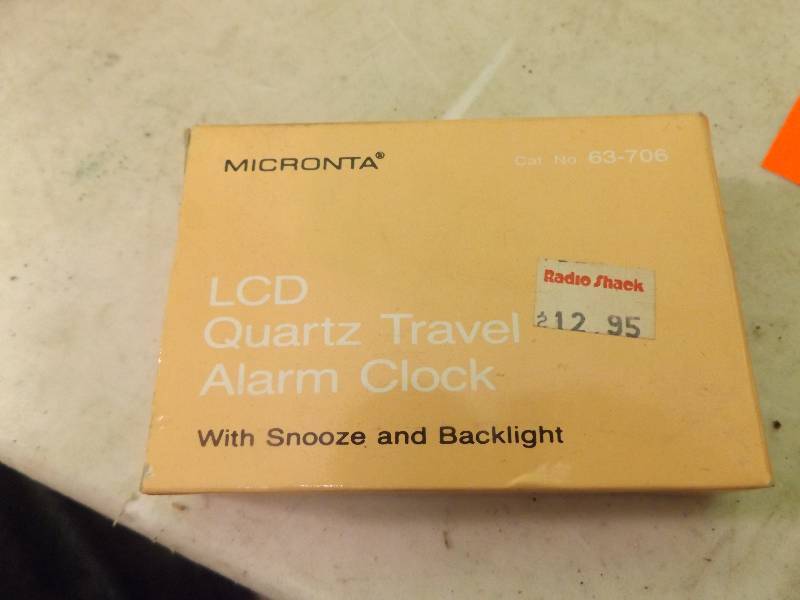 MICRONTA®
Cat. No. 63-706
LCD
Quartz Travel
Alarm Clock
Radio Shack
$12.95
With Snooze and Backlight